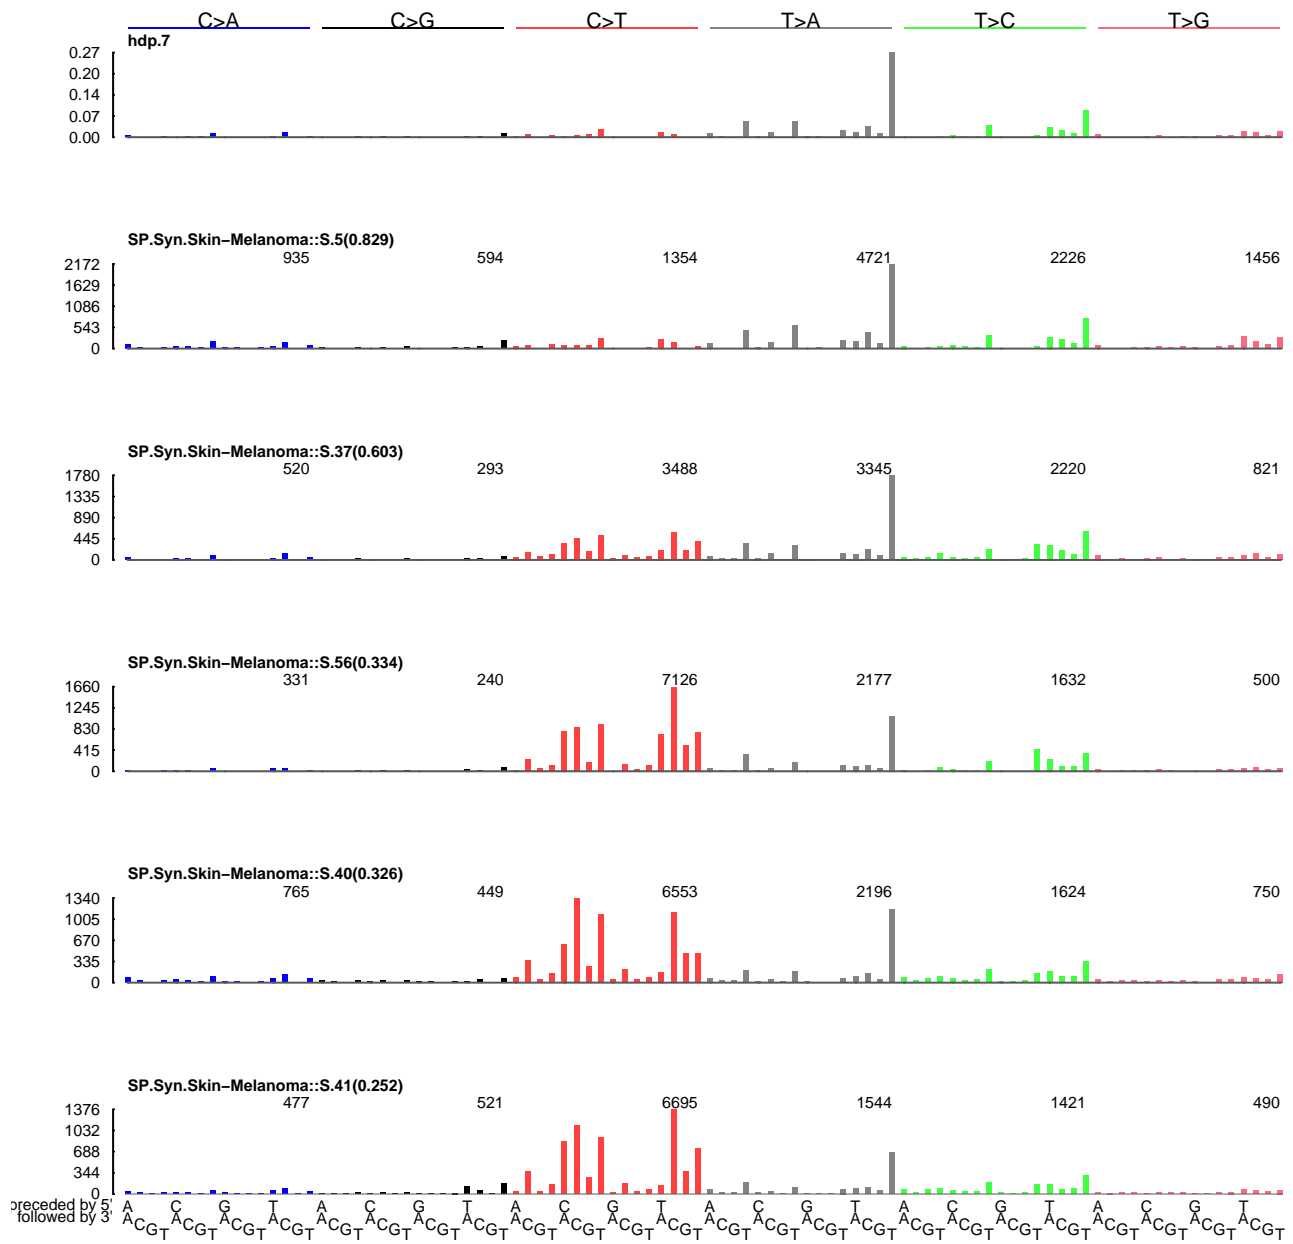 C>A C>G C>T T>A T>C T>G
hdp.7
0.27
0.20
0.14
0.07
0.00
SP.Syn.Skin−Melanoma::S.5(0.829)
935 594 1354 4721 2226 1456
2172
1629
1086
543
0
SP.Syn.Skin−Melanoma::S.37(0.603)
520 293 3488 3345 2220 821
1780
1335
890
445
0
SP.Syn.Skin−Melanoma::S.56(0.334)
331 240 7126 2177 1632 500
1660
1245
830
415
0
SP.Syn.Skin−Melanoma::S.40(0.326)
765 449 6553 2196 1624 750
1340
1005
670
335
0
SP.Syn.Skin−Melanoma::S.41(0.252)
477 521 6695 1544 1421 490
1376
1032
688
344
0
preceded by 5' A C G T A C G T A C G T A C G T A C G T A C G T
followed by 3' A C G T A C G T A C G T A C G T A C G T A C G T A C G T A C G T A C G T A C G T A C G T A C G T A C G T A C G T A C G T A C G T A C G T A C G T A C G T A C G T A C G T A C G T A C G T A C G T